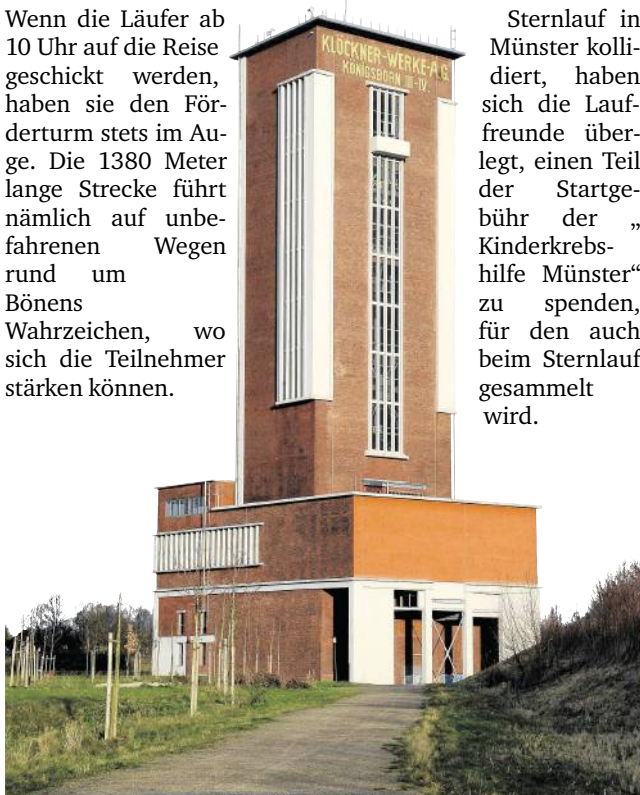 Wenn die Läufer ab
10 Uhr auf die Reise
geschickt werden,
haben sie den För-
derturm stets im Au-
ge. Die 1380 Meter
lange Strecke führt
nämlich auf unbe-
fahrenen Wegen
rund um
Bönens
Wahrzeichen, wo
sich die Teilnehmer
stärken können.
KLÖCKNER-WERKE-A.G.
KÖNIGSBORN III-IV.
Sternlauf in
Münster kolli-
diert, haben
sich die Lauf-
freunde über-
legt, einen Teil
der Startge-
bühr der „
Kinderkrebs-
hilfe Münster“
zu spenden,
für den auch
beim Sternlauf
gesammelt
wird.